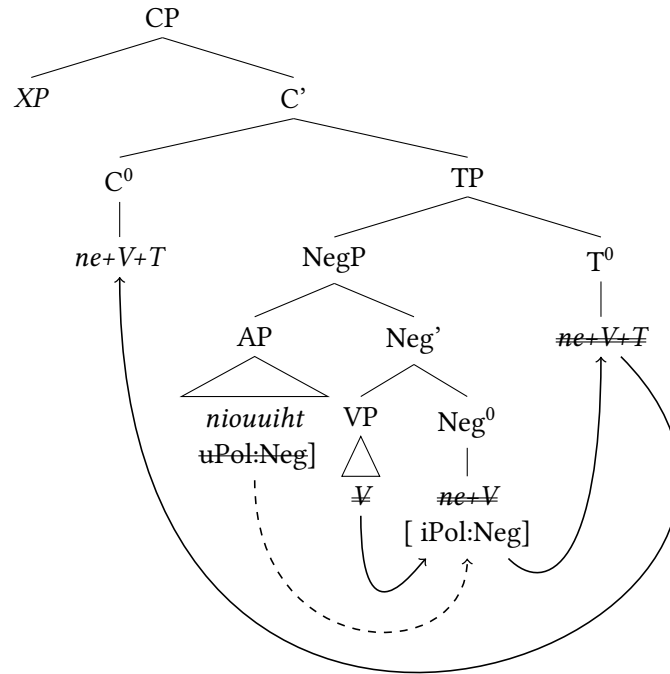 CP
XP C’
C⁰ TP
ne+V+T NegP T⁰
AP Neg’ ne+V+T
niouuiht VP Neg⁰
uPol:Neg] V ne+V
[ iPol:Neg]